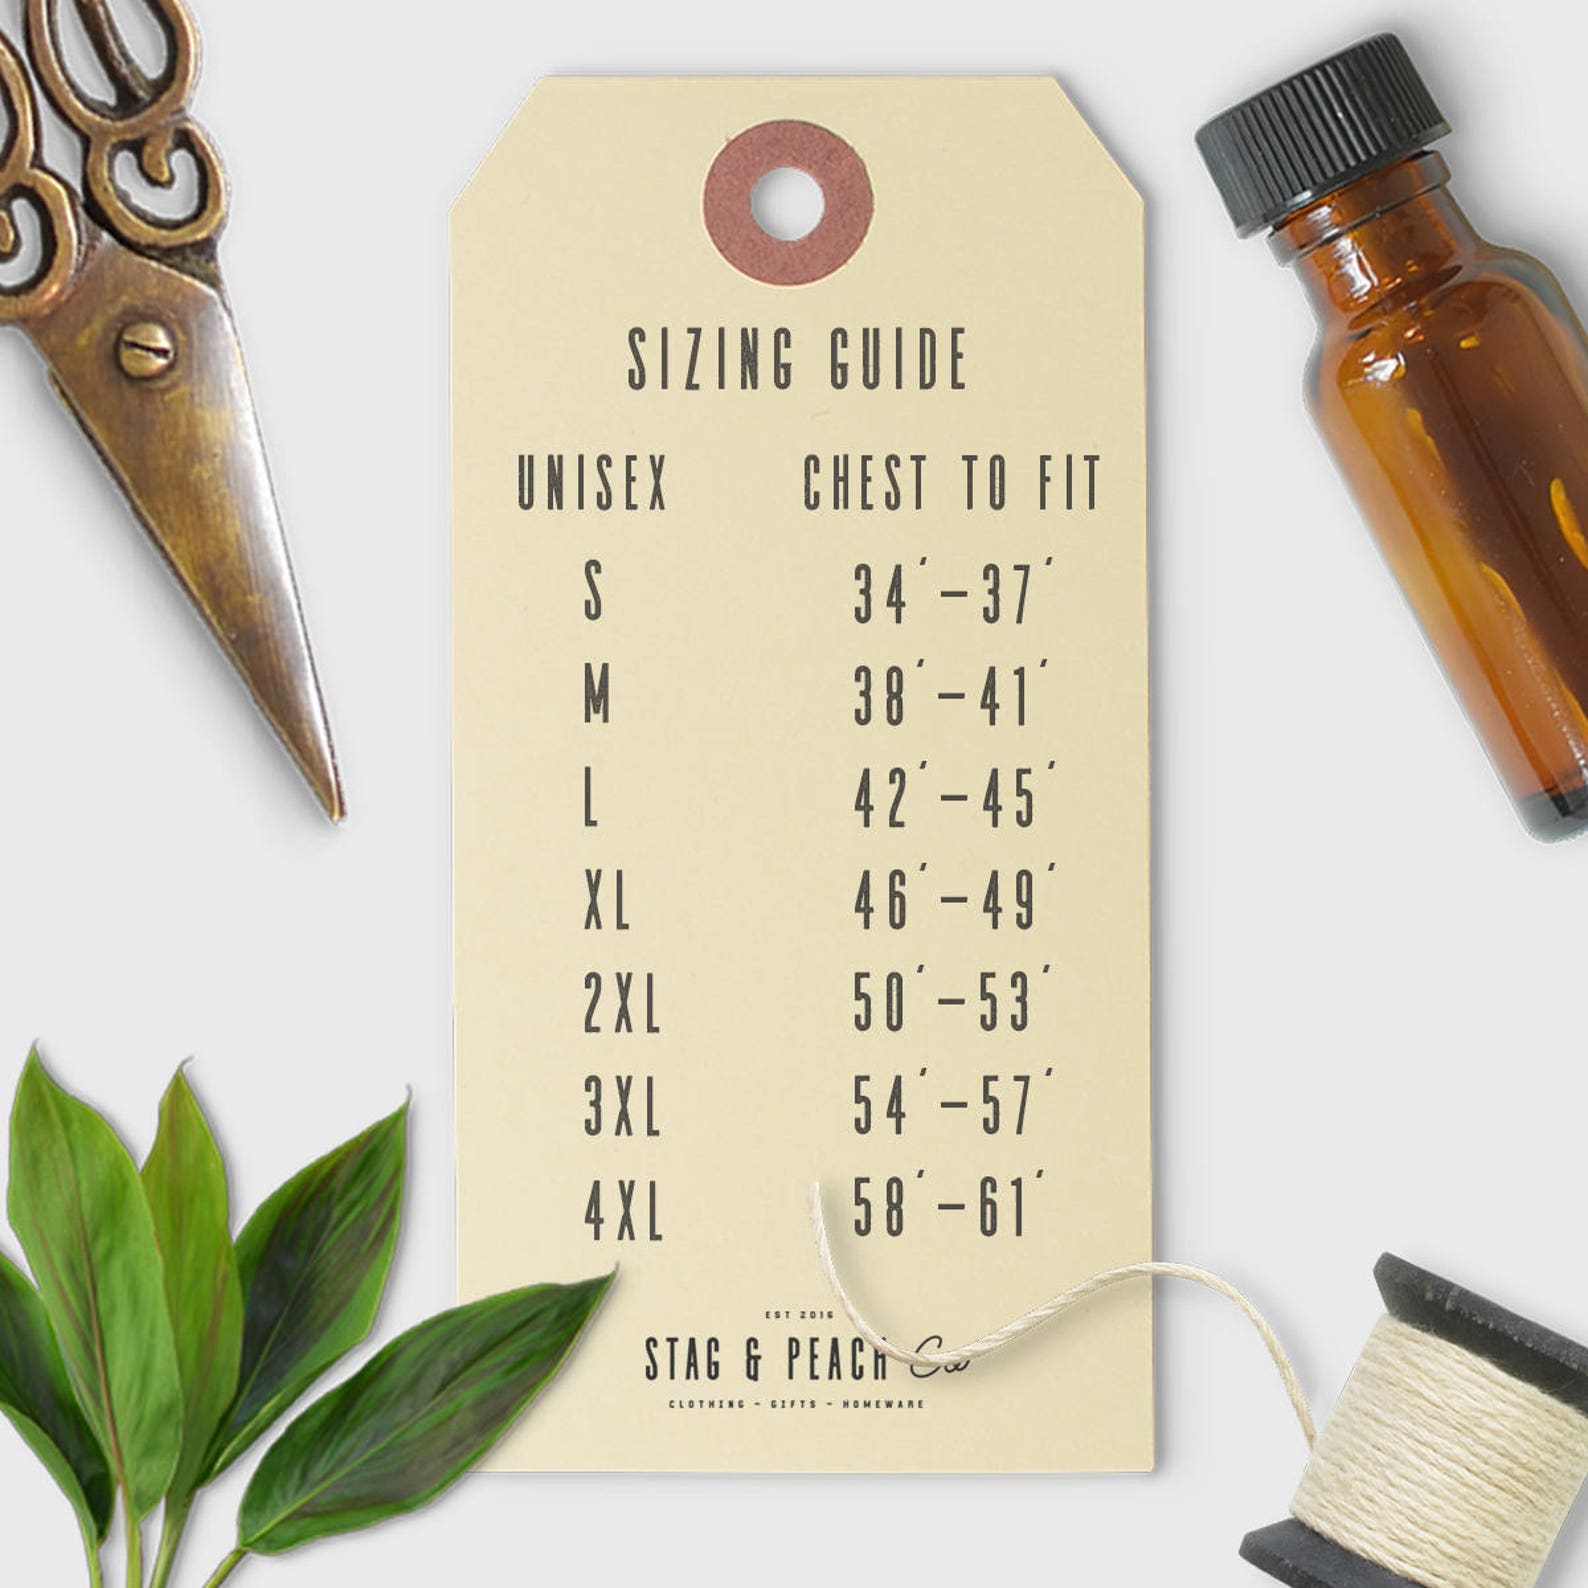 SIZING GUIDE
UNISEX CHEST TO FIT
S 34′-37′
M 38′-41′
L 42′-45′
XL 46′-49′
2XL 50′-53′
3XL 54′-57′
4XL 58′-61′
EST 2016
STAG & PEACH Co
CLOTHING - GIFTS - HOMEWARE